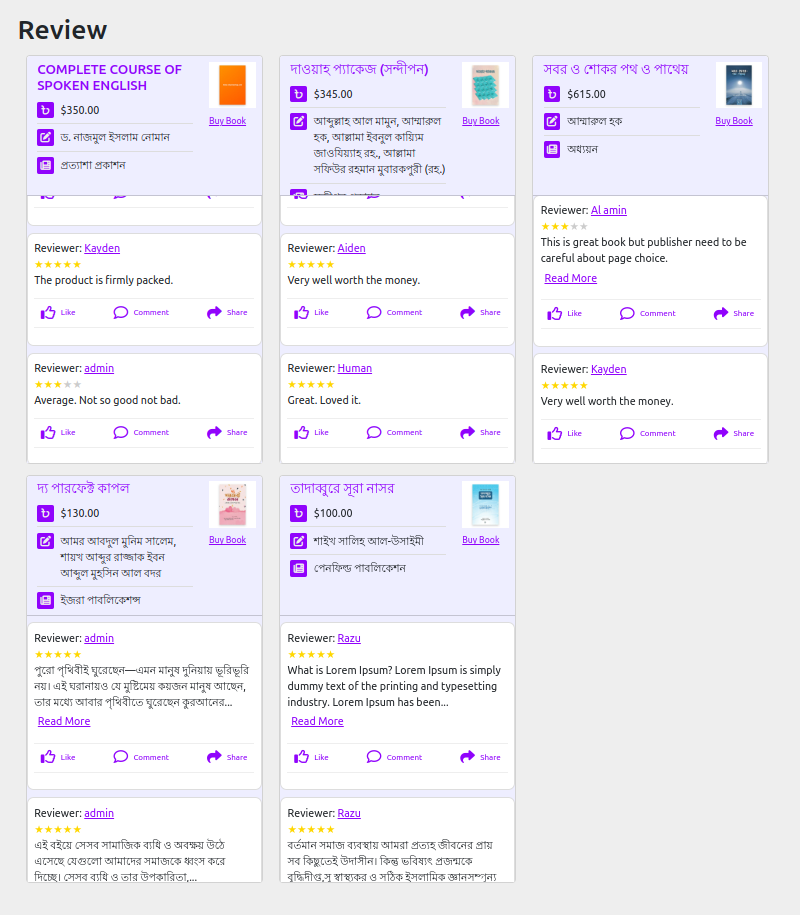 Review
COMPLETE COURSE OF
SPOKEN ENGLISH
$350.00
Buy Book
ড. নাজমুল ইসলাম নোমান
প্রত্যাশা প্রকাশন
Reviewer: Kayden
★★★★★
The product is firmly packed.
Like Comment Share
Reviewer: admin
★★★★★
Average. Not so good not bad.
Like Comment Share
দাওয়াহ প্যাকেজ (সন্দীপন)
$345.00
Buy Book
আব্দুল্লাহ আল মামুন, আম্মারুল
হক, আল্লামা ইবনুল কায়্যিম
জাওযিয়্যাহ রহ., আল্লামা
সফিউর রহমান মুবারকপুরী (রহ.)
Reviewer: Aiden
★★★★★
Very well worth the money.
Like Comment Share
Reviewer: Human
★★★★★
Great. Loved it.
Like Comment Share
সবর ও শোকর পথ ও পাথেয়
$615.00
Buy Book
আম্মারুল হক
অধ্যয়ন
Reviewer: Al amin
★★★★★
This is great book but publisher need to be
careful about page choice.
Read More
Like Comment Share
Reviewer: Kayden
★★★★★
Very well worth the money.
Like Comment Share
দ্য পারফেক্ট কাপল
$130.00
Buy Book
আমর আবদুল মুনিম সালেম,
শায়খ আব্দুর রাজ্জাক ইবন
আব্দুল মুহসিন আল বদর
ইজরা পাবলিকেশন্স
Reviewer: admin
★★★★★
পুরো পৃথিবীই ঘুরেছেন—এমন মানুষ দুনিয়ায় ভূরিভূরি
নয়। এই ঘরানায়ও যে মুষ্টিমেয় কয়জন মানুষ আছেন,
তার মধ্যে আবার পৃথিবীতে ঘুরেছেন কুরআনের...
Read More
Like Comment Share
Reviewer: admin
★★★★★
এই বইয়ে সেসব সামাজিক ব্যধি ও অবক্ষয় উঠে
এসেছে যেগুলো আমাদের সমাজকে ধ্বংস করে
দিচ্ছে। সেসব ব্যধি ও তার উপকারিতা,...
তাদাব্বুরে সূরা নাসর
$100.00
Buy Book
শাইখ সালিহ আল-উসাইমী
পেনফিল্ড পাবলিকেশন
Reviewer: Razu
★★★★★
What is Lorem Ipsum? Lorem Ipsum is simply
dummy text of the printing and typesetting
industry. Lorem Ipsum has been...
Read More
Like Comment Share
Reviewer: Razu
★★★★★
বর্তমান সমাজ ব্যবস্থায় আমরা প্রত্যহ জীবনের প্রায়
সব কিছুতেই উদাসীন। কিন্তু ভবিষ্যৎ প্রজন্মকে
বুদ্ধিদীপ্ত,সু স্বাস্থ্যকর ও সঠিক ইসলামিক জ্ঞানসম্পূন্য